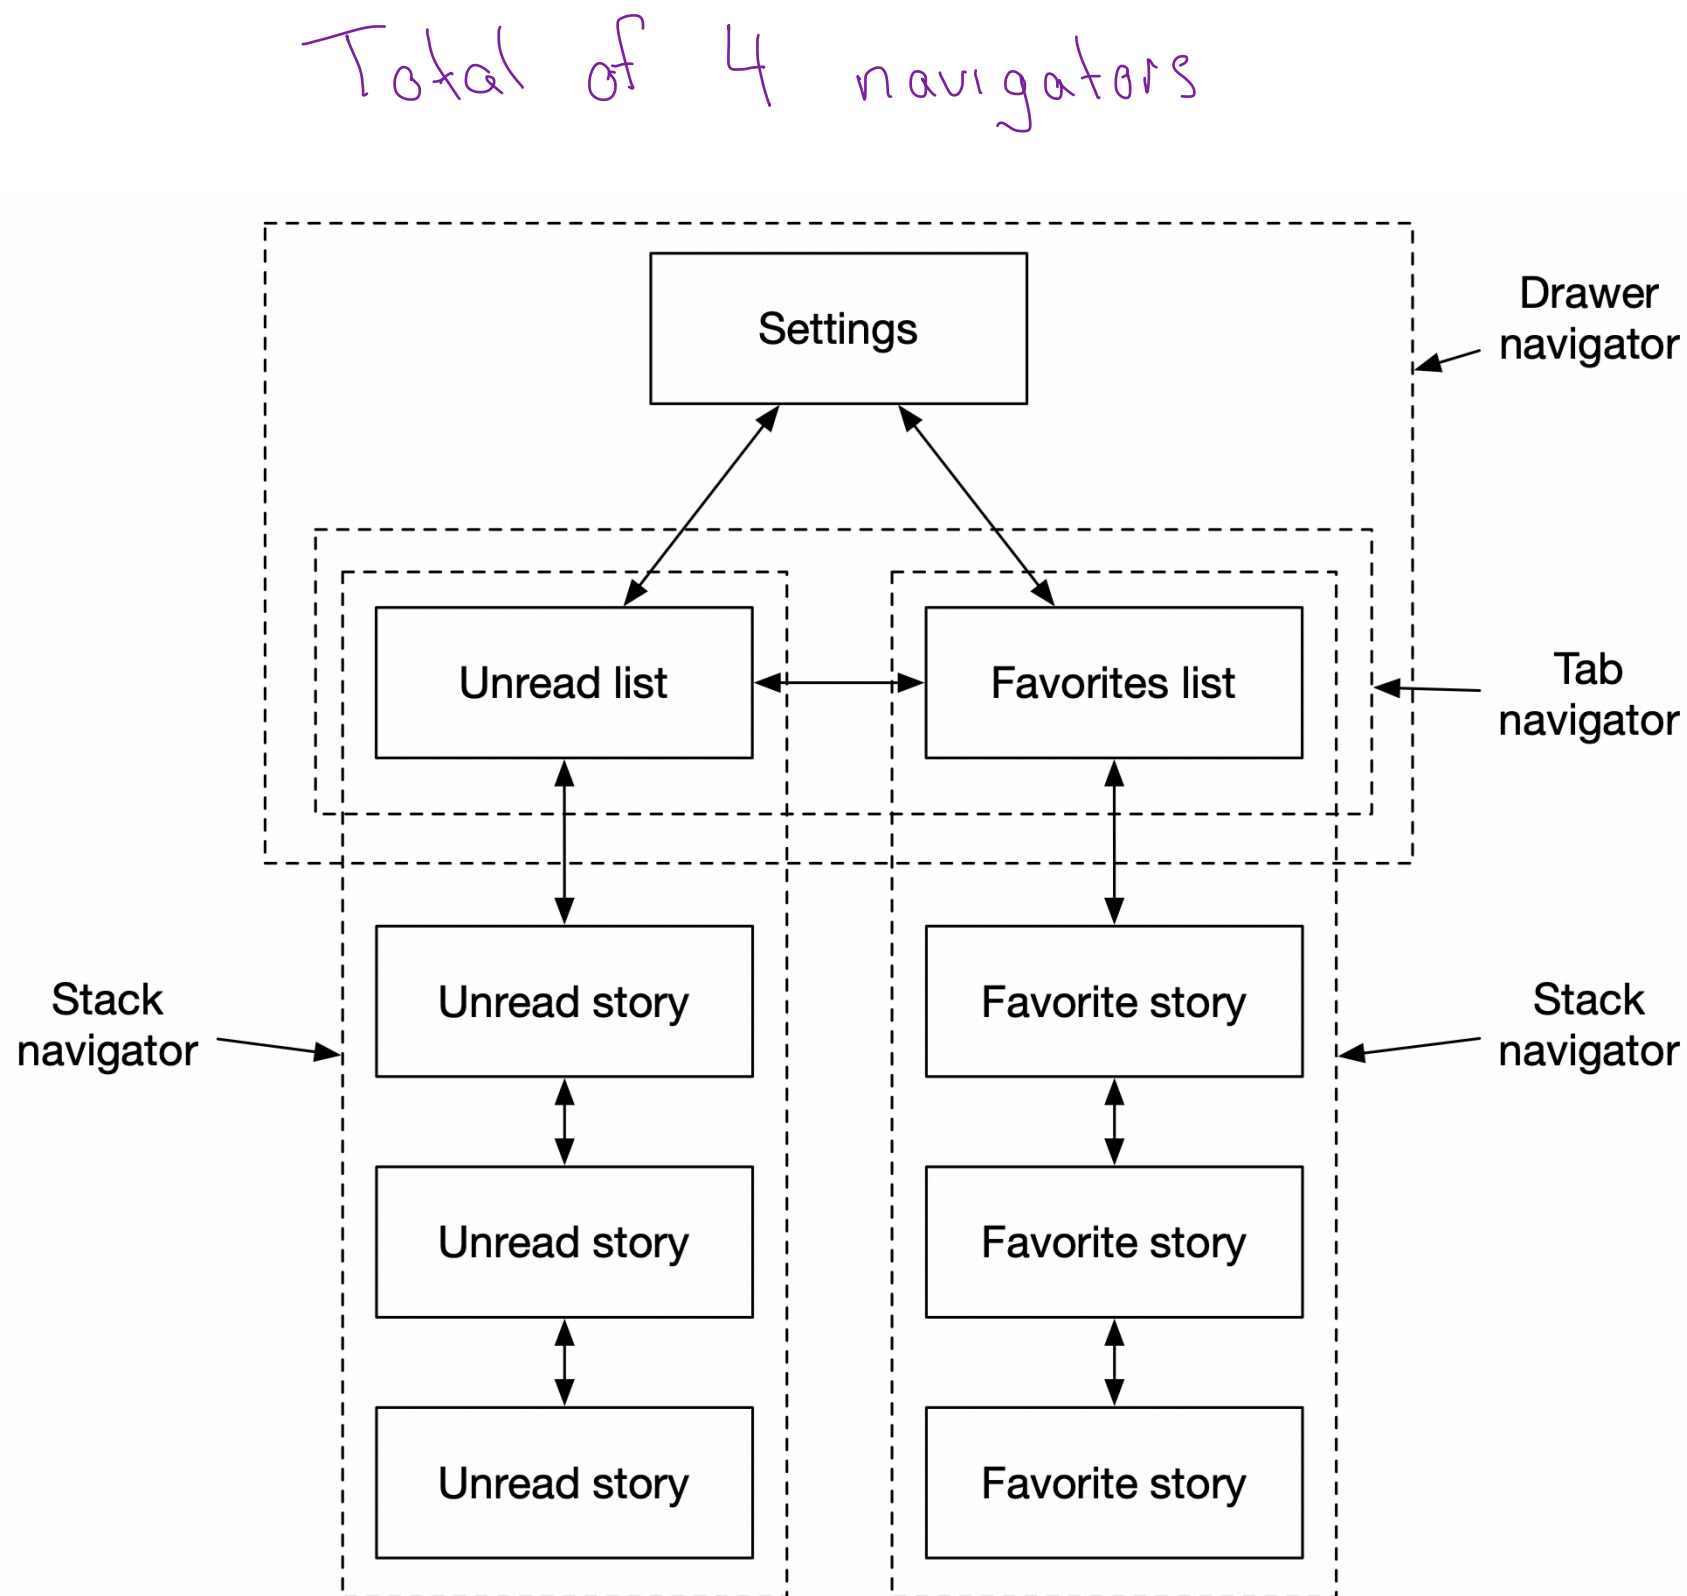 Total of 4 navigators
Settings
Drawer
navigator
Unread list
Favorites list
Tab
navigator
Stack
navigator
Unread story
Favorite story
Stack
navigator
Unread story
Favorite story
Unread story
Favorite story